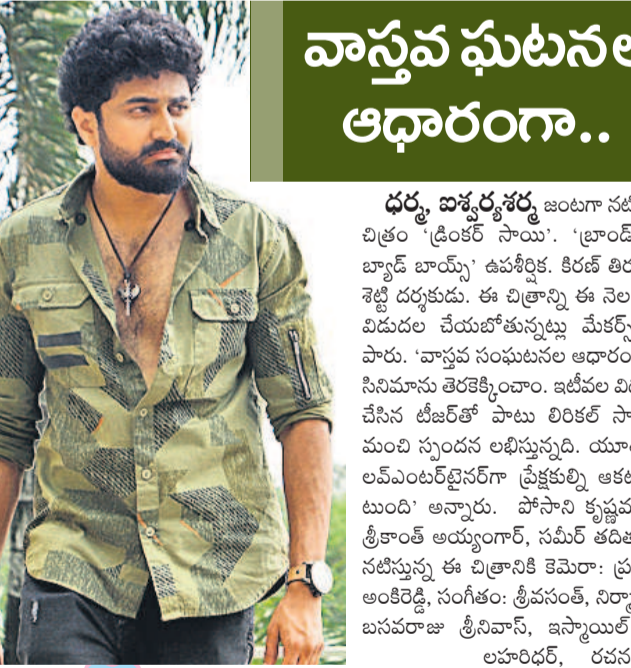 వాస్తవ ఘటనల
ఆధారంగా..
ధర్మ, ఐశ్వర్యశర్మ జంటగా నటి
చిత్రం ‘డ్రింకర్ సాయి’. ‘బ్రాండ్
బ్యాడ్ బాయ్స్’ ఉపశీర్షిక. కిరణ్ తిరు
శెట్టి దర్శకుడు. ఈ చిత్రాన్ని ఈ నెల
విడుదల చేయబోతున్నట్లు మేకర్స్
పారు. ‘వాస్తవ సంఘటనల ఆధారం
సినిమాను తెరకెక్కించాం. ఇటీవల వి
చేసిన టీజర్‌తో పాటు లిరికల్ సా
మంచి స్పందన లభిస్తున్నది. యూ
లవ్‌ఎంటర్‌టైనర్‌గా ప్రేక్షకుల్ని ఆకట
టుంది’ అన్నారు. పోసాని కృష్ణమ
శ్రీకాంత్ అయ్యంగార్, సమీర్ తదిత
నటిస్తున్న ఈ చిత్రానికి కెమెరా: ప్ర
అంకిరెడ్డి, సంగీతం: శ్రీవసంత్, నిర్మా
బసవరాజు శ్రీనివాస్, ఇస్మాయిల్
లహరిధర్, రచన